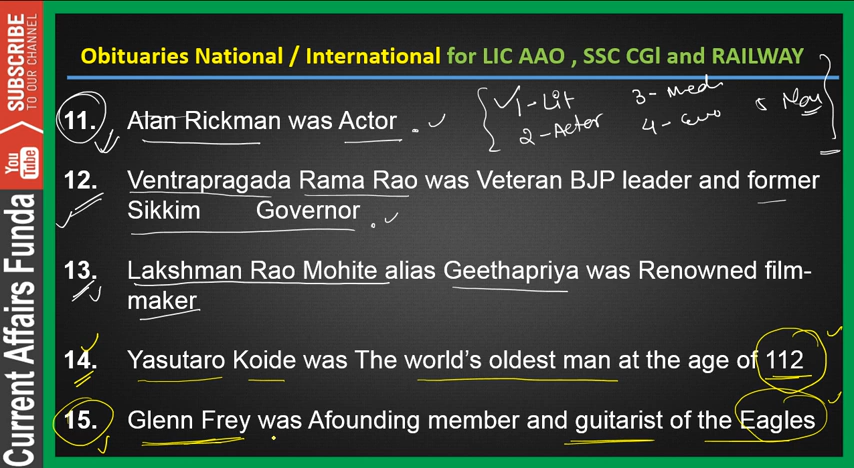 SUBSCRIBE
TO OUR CHANNEL
You Tube
Current Affairs Funda
Obituaries National / International for LIC AAO , SSC CGl and RAILWAY
1-Lit 3-Med 5
2-Actor 4-
11. Alan Rickman was Actor.
12. Ventrapragada Rama Rao was Veteran BJP leader and former
Sikkim Governor.
13. Lakshman Rao Mohite alias Geethapriya was Renowned film-
maker
14. Yasutaro Koide was The world's oldest man at the age of 112
15. Glenn Frey was Afounding member and guitarist of the Eagles